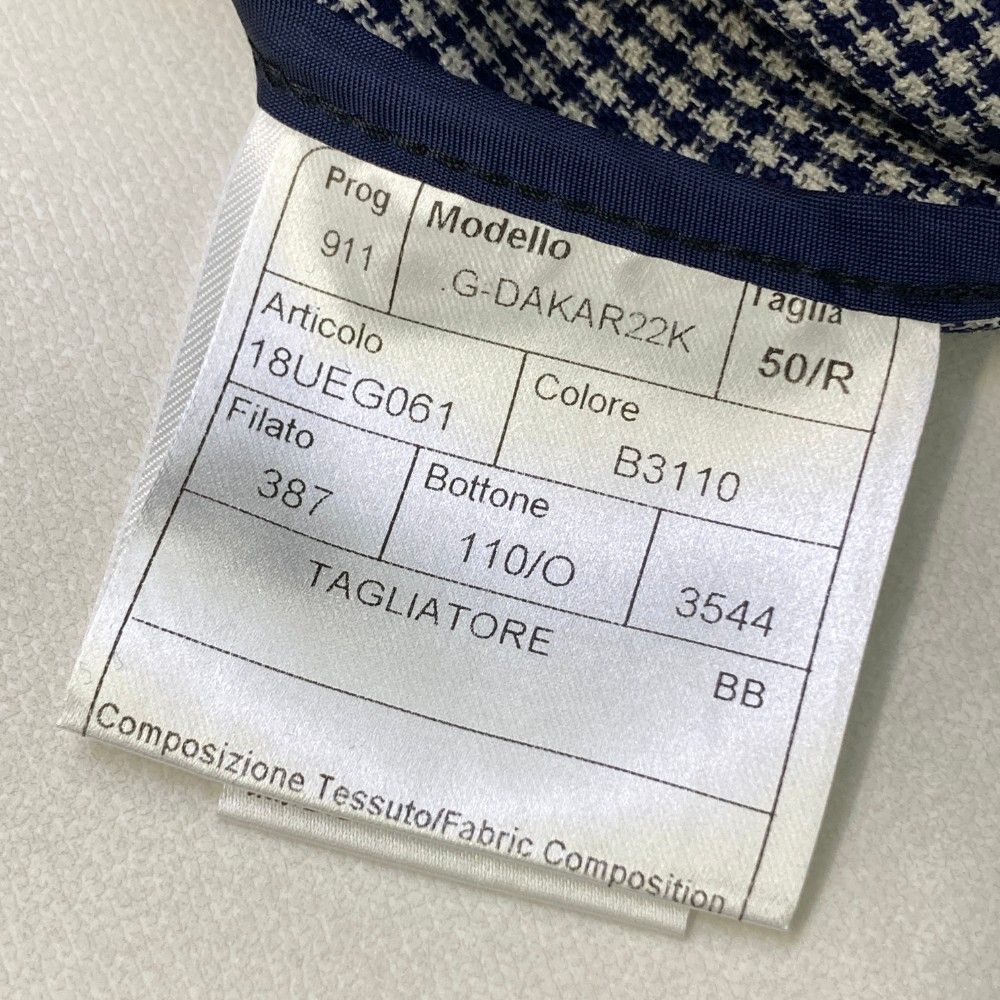 Prog Modello Taglia
911 .G-DAKAR22K 50/R
Articolo Colore
18UEG061 B3110
Filato Bottone
387 110/O 3544
TAGLIATORE
BB
Composizione Tessuto/Fabric Composition